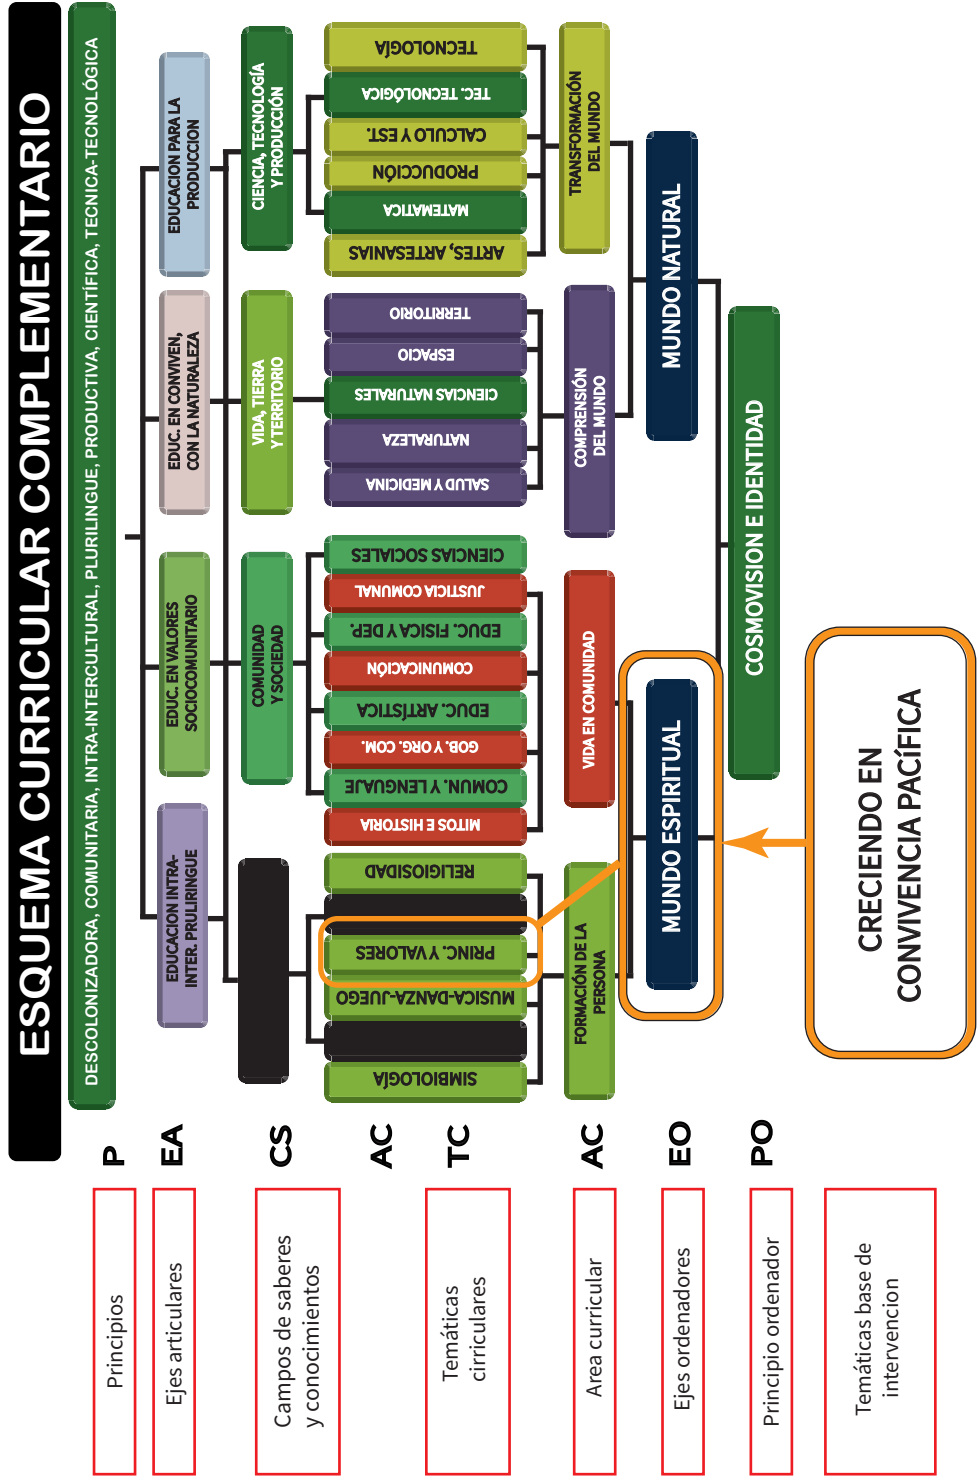 ESQUEMA CURRICULAR COMPLEMENTARIO
DESCOLONIZADORA, COMUNITARIA, INTRA-INTERCULTURAL, PLURILINGUE, PRODUCTIVA, CIENTÍFICA, TECNICA-TECNOLÓGICA
Principios
P
Ejes articulares
EA
EDUCACION INTRA-
INTER. PRULIRINGUE
EDUC. EN VALORES
SOCIOCOMUNITARIO
EDUC. EN CONVIVEN,
CON LA NATURALEZA
EDUCACION PARA LA
PRODUCCION
Campos de saberes
y conocimientos
CS
COMUNIDAD
Y SOCIEDAD
VIDA, TIERRA
Y TERRITORIO
CIENCIA, TECNOLOGÍA
Y PRODUCCIÓN
AC
Temáticas
cirriculares
TC
SIMBIOLOGÍA
MUSICA-DANZA-JUEGO
PRINC. Y VALORES
RELIGIOSIDAD
MITOS E HISTORIA
COMUN. Y LENGUAJE
GOB. Y ORG. COM.
EDUC. ARTÍSTICA
COMUNICACIÓN
EDUC. FISICA Y DEP.
JUSTICIA COMUNAL
CIENCIAS SOCIALES
SALUD Y MEDICINA
NATURALEZA
CIENCIAS NATURALES
ESPACIO
TERRITORIO
ARTES, ARTESANIAS
MATEMATICA
PRODUCCIÓN
CALCULO Y EST.
TEC. TECNOLÓGICA
TECNOLOGÍA
Area curricular
AC
FORMACIÓN DE LA
PERSONA
VIDA EN COMUNIDAD
COMPRENSIÓN
DEL MUNDO
TRANSFORMACIÓN
DEL MUNDO
Ejes ordenadores
EO
MUNDO ESPIRITUAL
MUNDO NATURAL
Principio ordenador
PO
COSMOVISION E IDENTIDAD
Temáticas base de
intervencion
CRECIENDO EN
CONVIVENCIA PACÍFICA